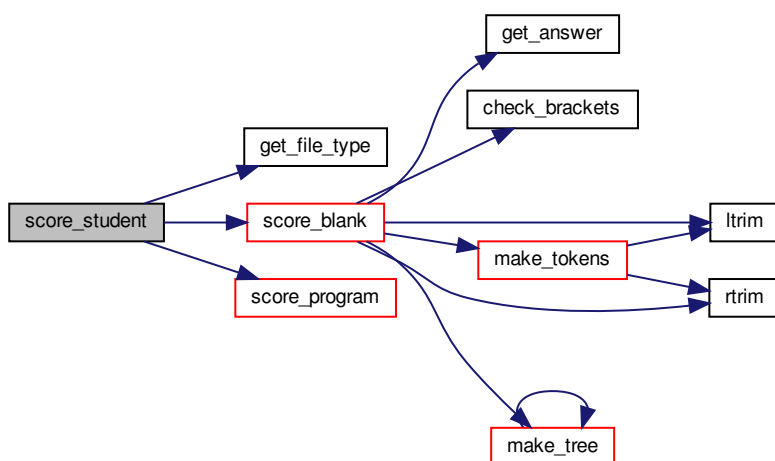 get_answer
check_brackets
get_file_type
score_student
score_blank
ltrim
make_tokens
score_program
rtrim
make_tree